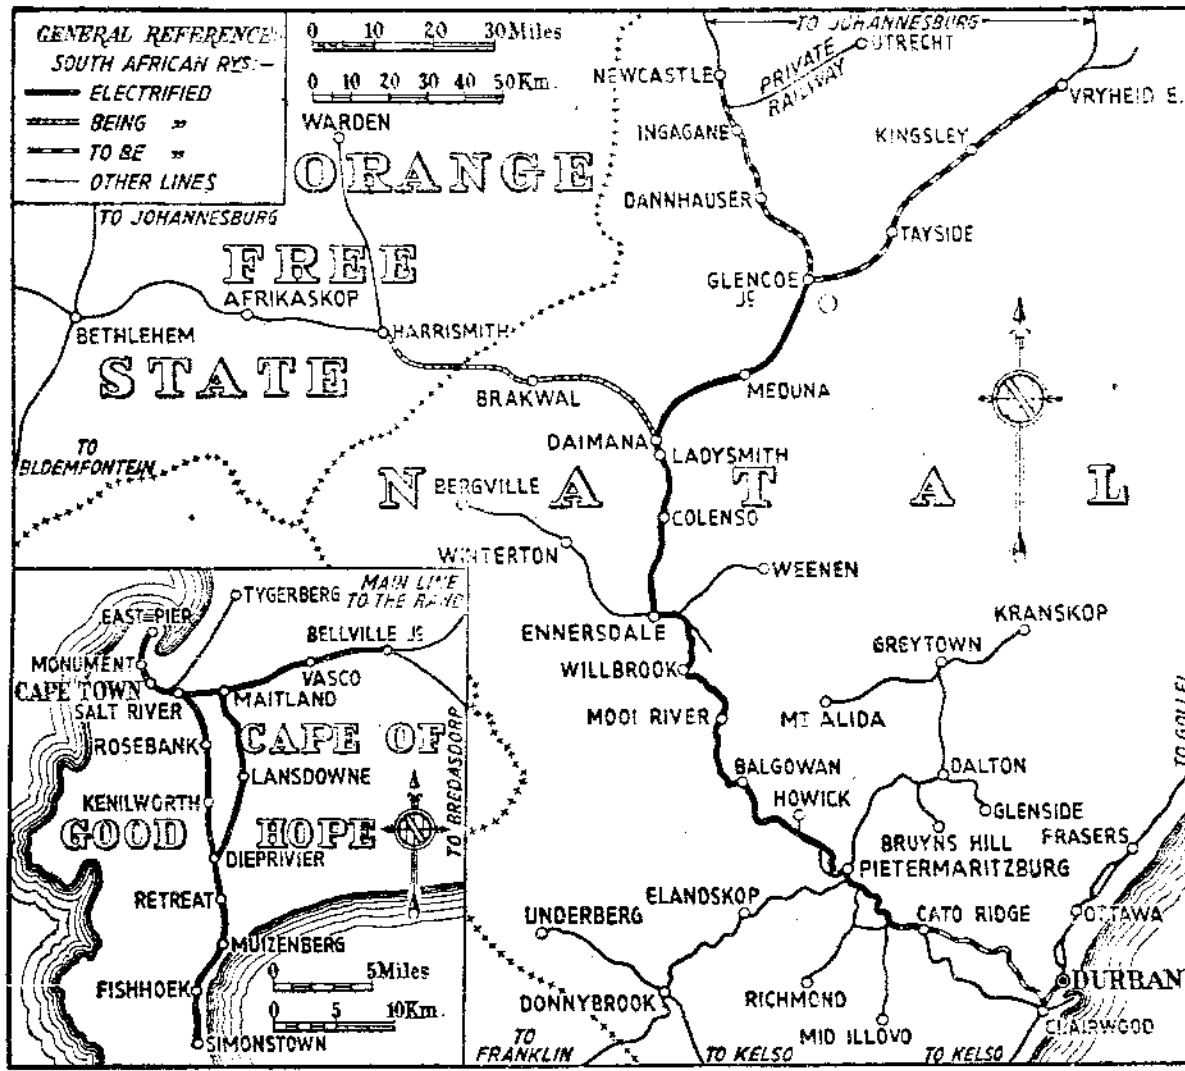 GENERAL REFERENCE
SOUTH AFRICAN RYS:—
ELECTRIFIED
BEING „
TO BE „
OTHER LINES
0 10 20 30 Miles
0 10 20 30 40 50 Km.
WARDEN
ORANGE
FREE
STATE
TO JOHANNESBURG
TO JOHANNESBURG
NEWCASTLE
PRIVATE
RAILWAY
UTRECHT
VRYHEID E.
INGAGANE
KINGSLEY
DANNHAUSER
TAYSIDE
GLENCOE
Jc
AFRIKASKOP
BETHLEHEM
HARRISMITH
BRAKWAL
MEDUNA
DAIMANA
LADYSMITH
TO
BLOEMFONTEIN
NATAL
BERGVILLE
COLENSO
WINTERTON
WEENEN
ENNERSDALE
KRANSKOP
GREYTOWN
WILLBROOK
MT ALIDA
MOOI RIVER
BALGOWAN
DALTON
HOWICK
GLENSIDE
BRUYNS HILL
FRASERS
TO GOLLEL
PIETERMARITZBURG
ELANDSKOP
UNDERBERG
CATO RIDGE
OTTAWA
DURBAN
DONNYBROOK
RICHMOND
CLAIRWOOD
MID ILLOVO
TO
FRANKLIN
TO KELSO
TO KELSO
TYGERBERG
MAIN LINE
TO THE RAND
EAST PIER
BELLVILLE Jc
MONUMENT
VASCO
CAPE TOWN
MAITLAND
SALT RIVER
CAPE OF
GOOD HOPE
ROSEBANK
LANSDOWNE
KENILWORTH
TO BREDASDORP
DIEPRIVIER
RETREAT
MUIZENBERG
0 5 Miles
FISHHOEK
0 5 10 Km.
SIMONSTOWN